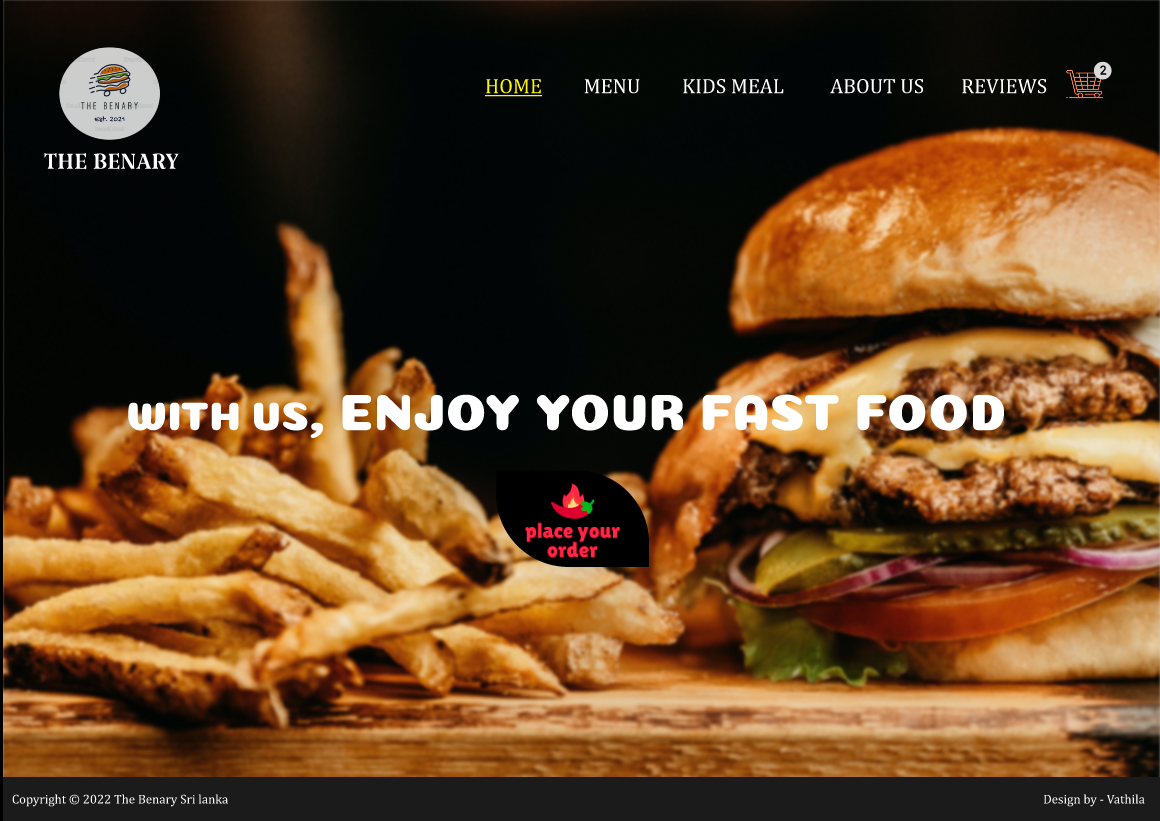 THE BENARY
esjt. 2021
THE BENARY
HOME MENU KIDS MEAL ABOUT US REVIEWS 2
WITH US, ENJOY YOUR FAST FOOD
place your
order
Copyright © 2022 The Benary Sri lanka
Design by - Vathila